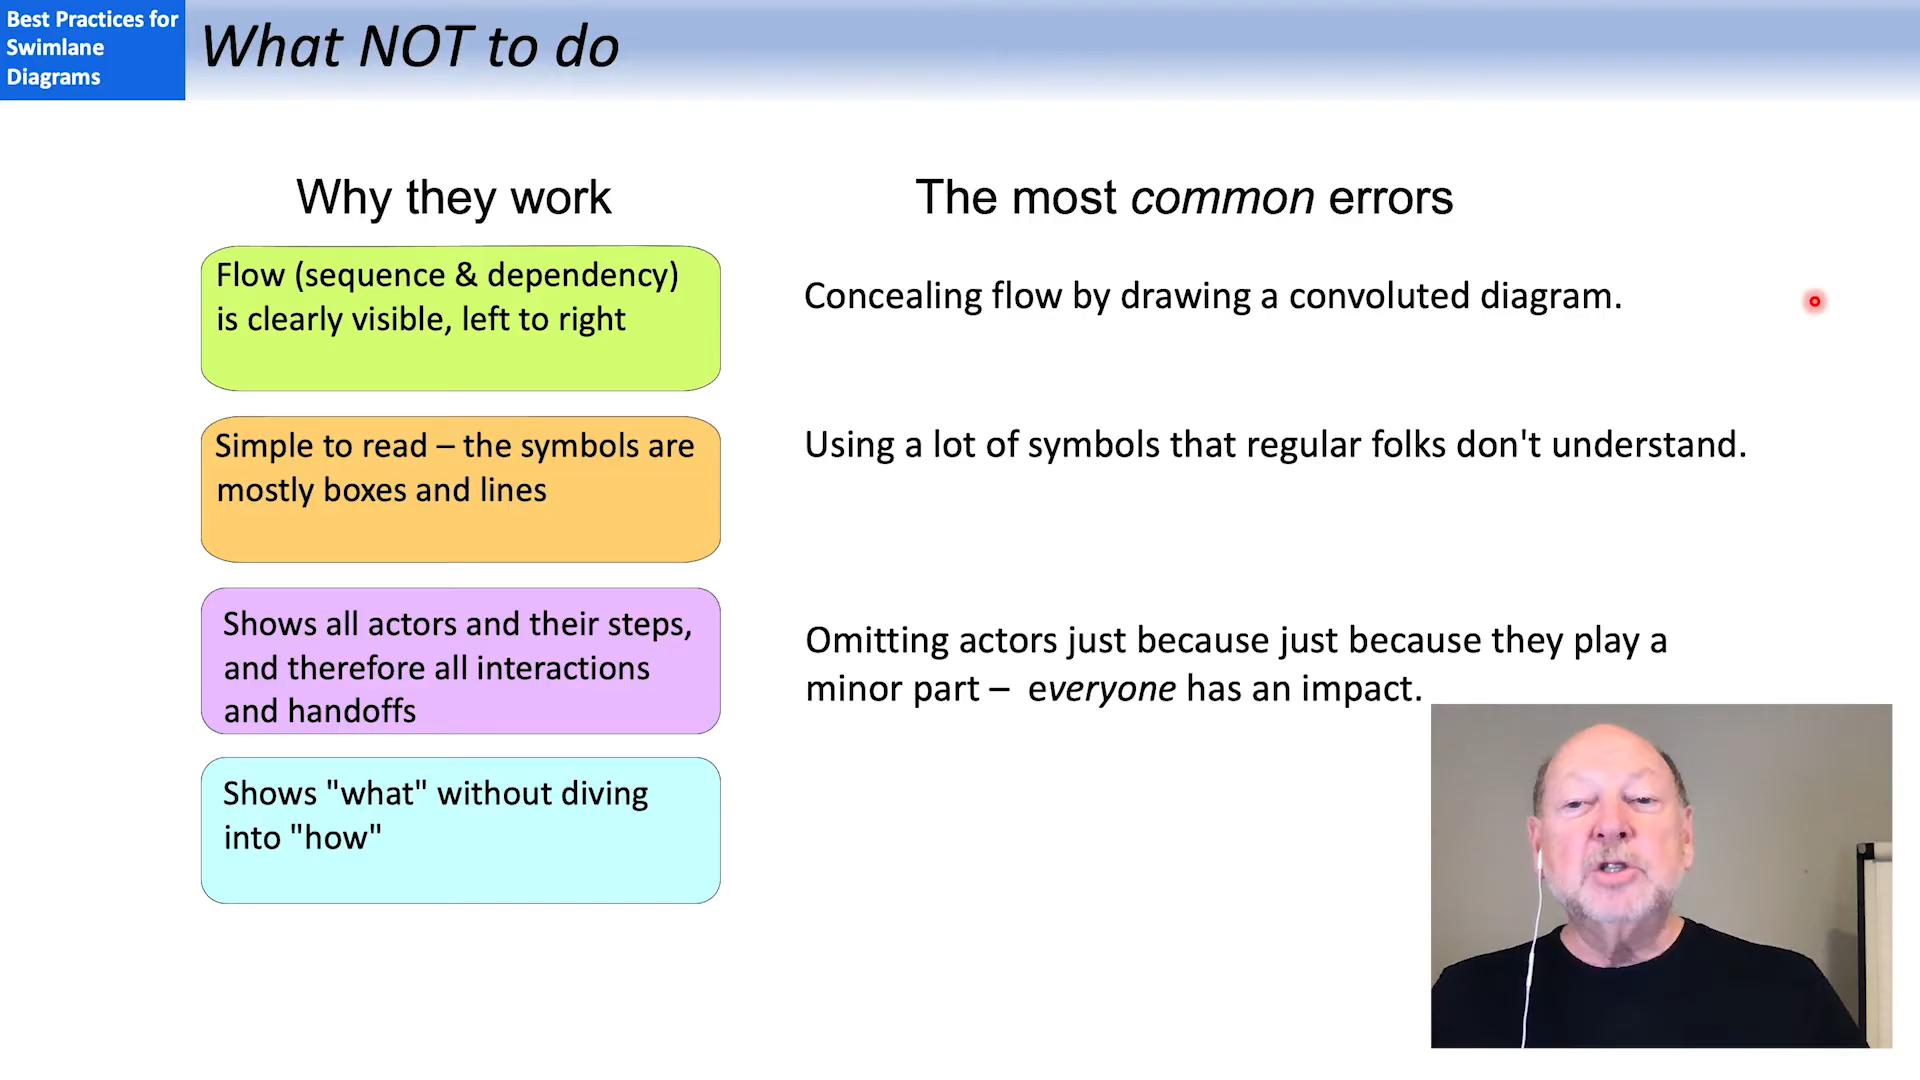 Best Practices for
Swimlane
Diagrams
What NOT to do
Why they work
The most common errors
Flow (sequence & dependency)
is clearly visible, left to right
Concealing flow by drawing a convoluted diagram.
Simple to read – the symbols are
mostly boxes and lines
Using a lot of symbols that regular folks don't understand.
Shows all actors and their steps,
and therefore all interactions
and handoffs
Omitting actors just because just because they play a
minor part –  everyone has an impact.
Shows "what" without diving
into "how"